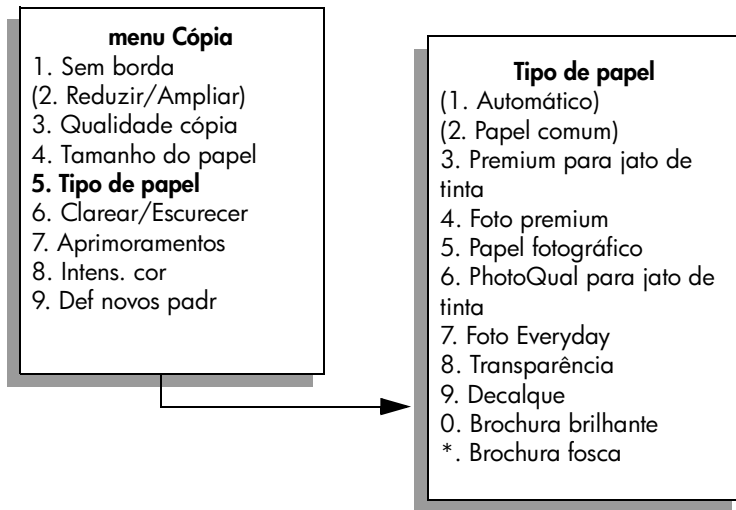 menu Cópia
1. Sem borda
(2. Reduzir/Ampliar)
3. Qualidade cópia
4. Tamanho do papel
5. Tipo de papel
6. Clarear/Escurecer
7. Aprimoramentos
8. Intens. cor
9. Def novos padr
Tipo de papel
(1. Automático)
(2. Papel comum)
3. Premium para jato de
tinta
4. Foto premium
5. Papel fotográfico
6. PhotoQual para jato de
tinta
7. Foto Everyday
8. Transparência
9. Decalque
0. Brochura brilhante
*. Brochura fosca